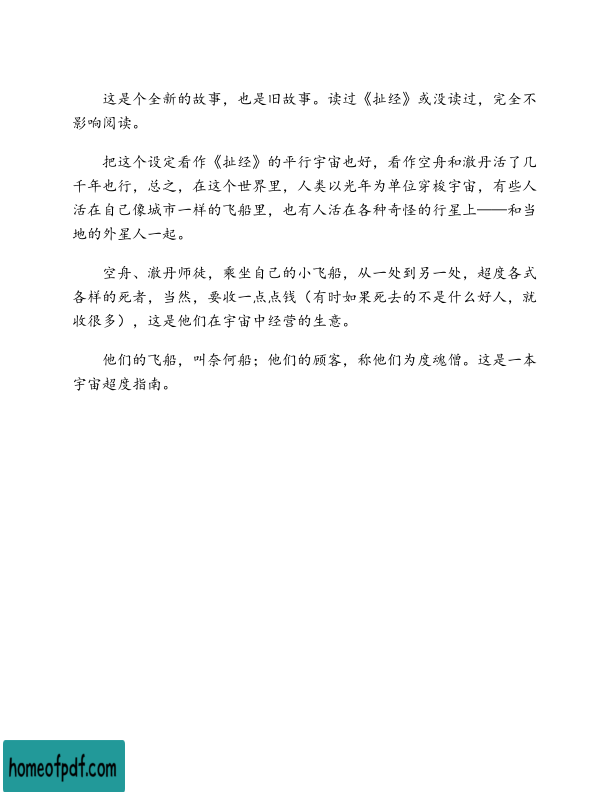 这是个全新的故事，也是旧故事。读过《扯经》或没读过，完全不
影响阅读。
把这个设定看作《扯经》的平行宇宙也好，看作空舟和澈丹活了几
千年也行，总之，在这个世界里，人类以光年为单位穿梭宇宙，有些人
活在自己像城市一样的飞船里，也有人活在各种奇怪的行星上——和当
地的外星人一起。
空舟、澈丹师徒，乘坐自己的小飞船，从一处到另一处，超度各式
各样的死者，当然，要收一点点钱（有时如果死去的不是什么好人，就
收很多），这是他们在宇宙中经营的生意。
他们的飞船，叫奈何船；他们的顾客，称他们为度魂僧。这是一本
宇宙超度指南。
homeofpdf.com